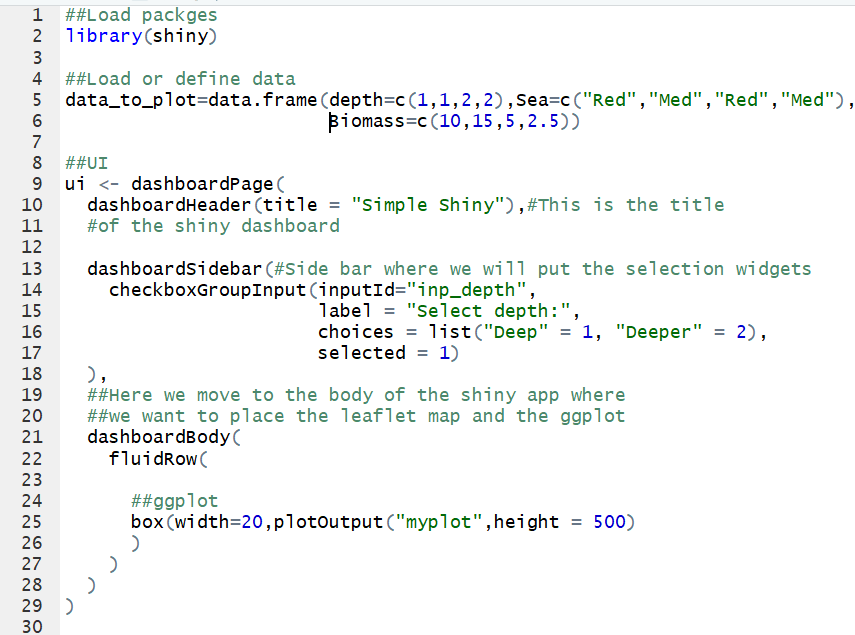 1 ##Load packges
2 library(shiny)
3
4 ##Load or define data
5 data_to_plot=data.frame(depth=c(1,1,2,2),Sea=c("Red","Med","Red","Med"),
6 Biomass=c(10,15,5,2.5))
7
8 ##UI
9 ui <- dashboardPage(
10 dashboardHeader(title = "Simple Shiny"),#This is the title
11 #of the shiny dashboard
12
13 dashboardSidebar(#Side bar where we will put the selection widgets
14 checkboxGroupInput(inputId="inp_depth",
15 label = "Select depth:",
16 choices = list("Deep" = 1, "Deeper" = 2),
17 selected = 1)
18 ),
19 ##Here we move to the body of the shiny app where
20 ##we want to place the leaflet map and the ggplot
21 dashboardBody(
22 fluidRow(
23
24 ##ggplot
25 box(width=20,plotOutput("myplot",height = 500)
26 )
27 )
28 )
29 )
30